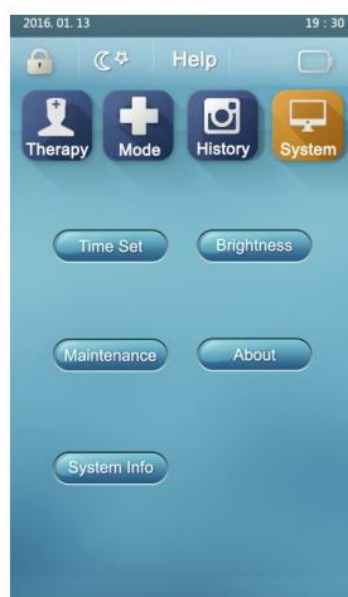 2016. 01. 13 19 : 30
Help
Therapy Mode History System
Time Set Brightness
Maintenance About
System Info